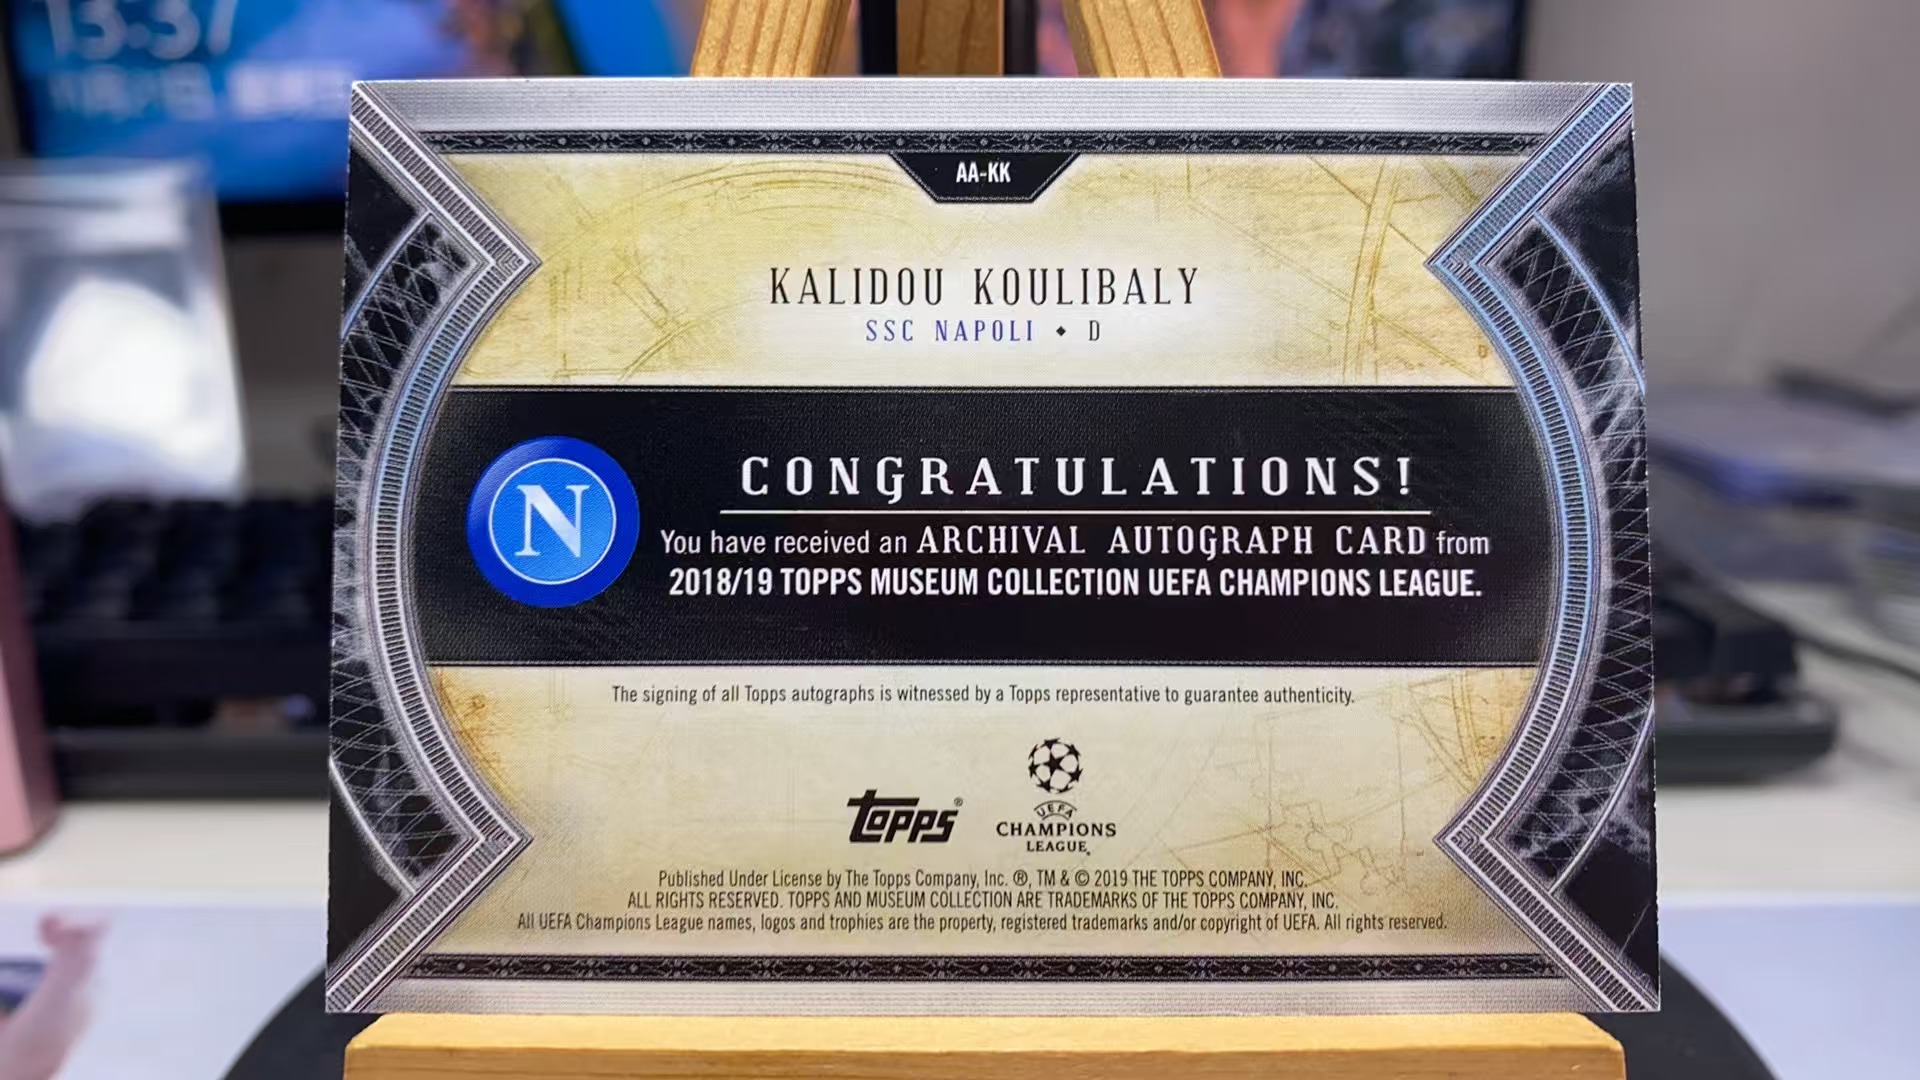 13:37
AA-KK
KALIDOU KOULIBALY
SSC NAPOLI ◆ D
N
CONGRATULATIONS!
You have received an ARCHIVAL AUTOGRAPH CARD from
2018/19 TOPPS MUSEUM COLLECTION UEFA CHAMPIONS LEAGUE.
The signing of all Topps autographs is witnessed by a Topps representative to guarantee authenticity.
topps®
UEFA
CHAMPIONS
LEAGUE
Published Under License by The Topps Company, Inc. ®, TM & © 2019 THE TOPPS COMPANY, INC.
ALL RIGHTS RESERVED. TOPPS AND MUSEUM COLLECTION ARE TRADEMARKS OF THE TOPPS COMPANY, INC.
All UEFA Champions League names, logos and trophies are the property, registered trademarks and/or copyright of UEFA. All rights reserved.